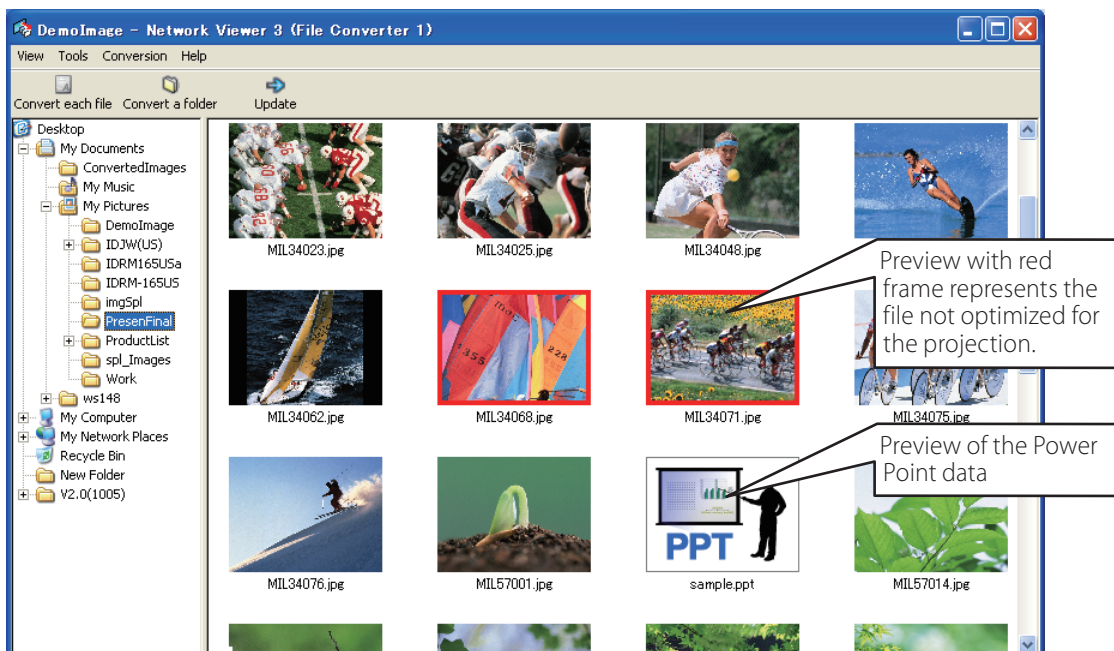 DemoImage - Network Viewer 3 (File Converter 1)
View Tools Conversion Help
Convert each file Convert a folder Update
Desktop
My Documents
ConvertedImages
My Music
My Pictures
DemoImage
IDJW(US)
IDRM165USa
IDRM-165US
imgSpl
PresenFinal
ProductList
spl_Images
Work
ws148
My Computer
My Network Places
Recycle Bin
New Folder
V2.0(1005)
MIL34023.jpg MIL34025.jpg MIL34048.jpg
Preview with red
frame represents the
file not optimized for
the projection.
355 228
MIL34062.jpg MIL34068.jpg MIL34071.jpg MIL34075.jpg
Preview of the Power
Point data
PPT
MIL34076.jpg MIL57001.jpg sample.ppt MIL57014.jpg